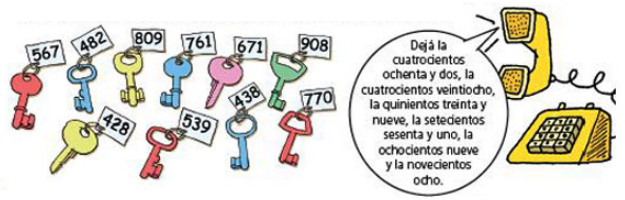 567
482
809
761
671
908
428
539
438
770
Dejá la
cuatrocientos
ochenta y dos, la
cuatrocientos veintiocho,
la quinientos treinta y
nueve, la setecientos
sesenta y uno, la
ochocientos nueve
y la novecientos
ocho.